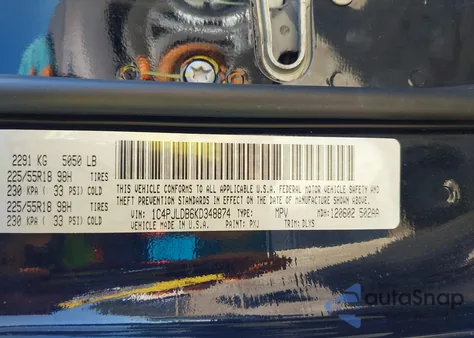 2291 KG 5050 LB
225/55R18 98H
230 KPA ( 33 PSI) COLD
225/55R18 98H
230 KPA ( 33 PSI) COLD
THIS VEHICLE CONFORMS TO ALL APPLICABLE U.S.A. FEDERAL MOTOR VEHICLE SAFETY AND
THEFT PREVENTION STANDARDS IN EFFECT ON THE DATE OF MANUFACTURE SHOWN ABOVE.
VIN: 1C4PJLDB6KD348874 TYPE: MPV MDH: 120602 502AA
VEHICLE MADE IN U.S.A. PAINT: PXJ TRIM: DLX9
autoSnap